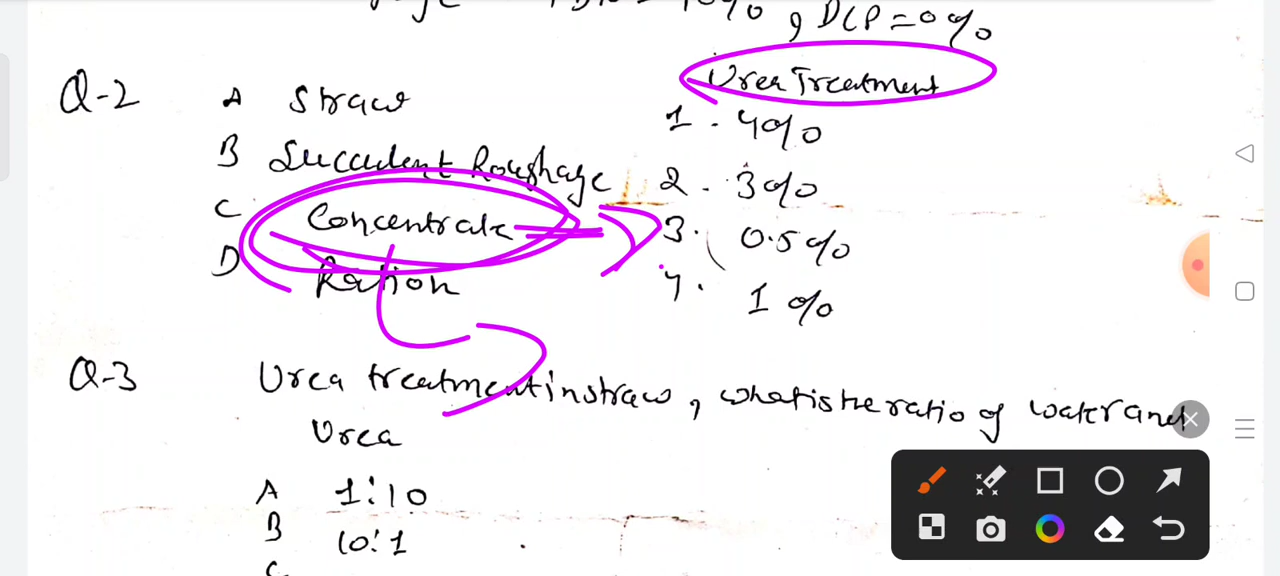 , DCP = 0%
Q-2
Urea Treatment
A Straw
1. 4%
B Succulent Roughage
2. 3%
C Concentrate
3. 0.5%
D Ration
4. 1%
Q-3 Urea treatment in straw, what is the ratio of water and
Urea
A 1:10
B 10:1
C